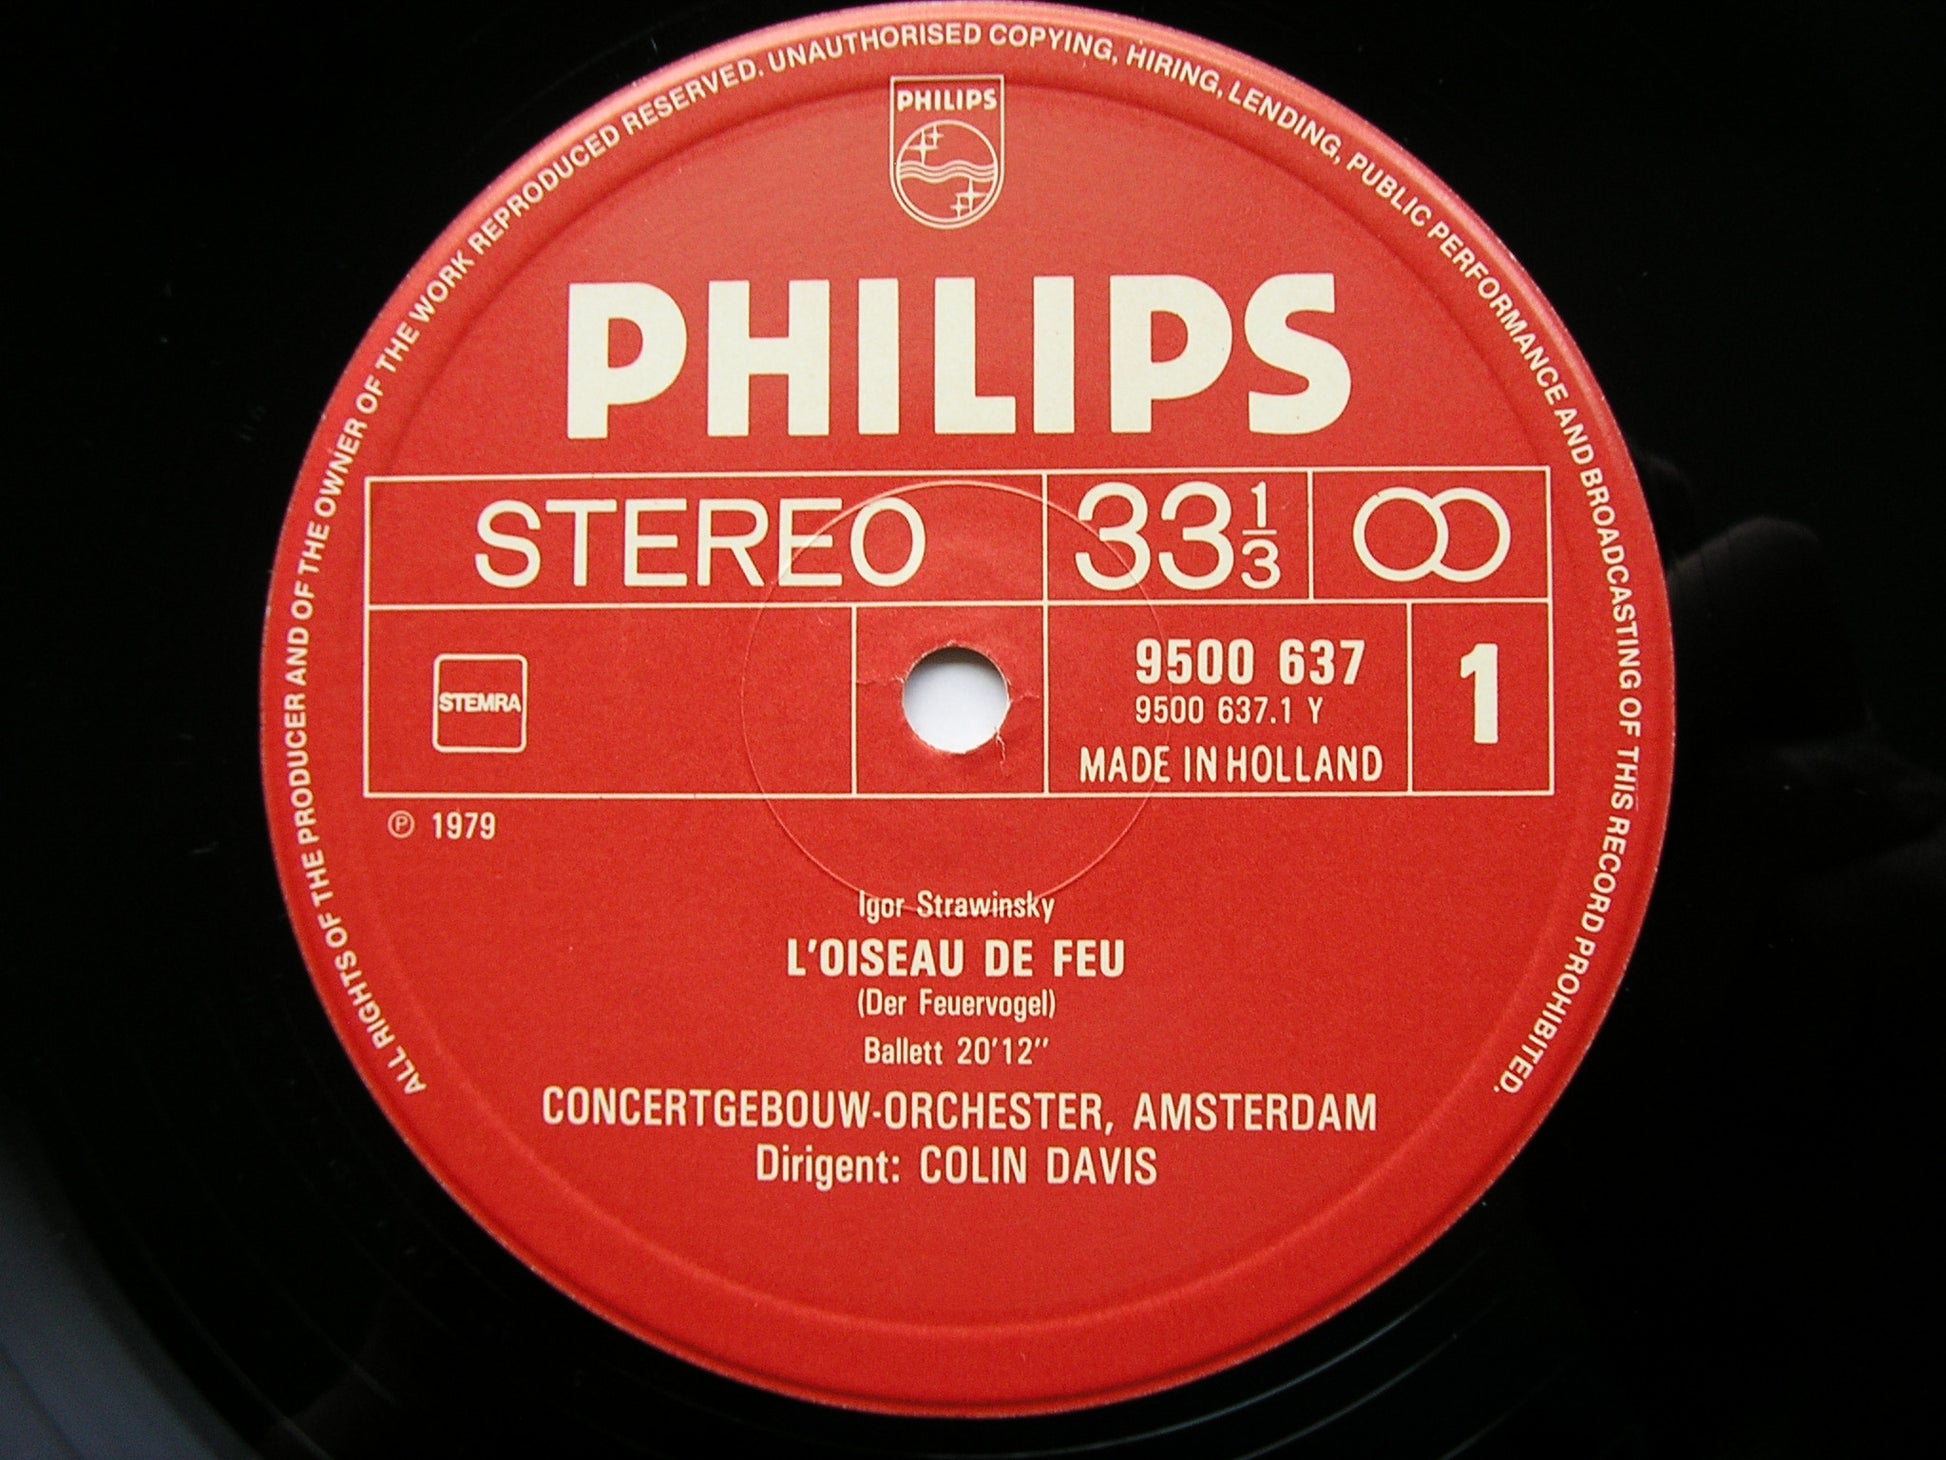 ALL RIGHTS OF THE PRODUCER AND OF THE OWNER OF THE WORK REPRODUCED RESERVED. UNAUTHORISED COPYING, HIRING, LENDING, PUBLIC PERFORMANCE AND BROADCASTING OF THIS RECORD PROHIBITED.
PHILIPS
PHILIPS
STEREO 33 1/3
STEMRA
9500 637
9500 637.1 Y
MADE IN HOLLAND
1
℗ 1979
Igor Strawinsky
L'OISEAU DE FEU
(Der Feuervogel)
Ballett 20'12"
CONCERTGEBOUW-ORCHESTER, AMSTERDAM
Dirigent: COLIN DAVIS